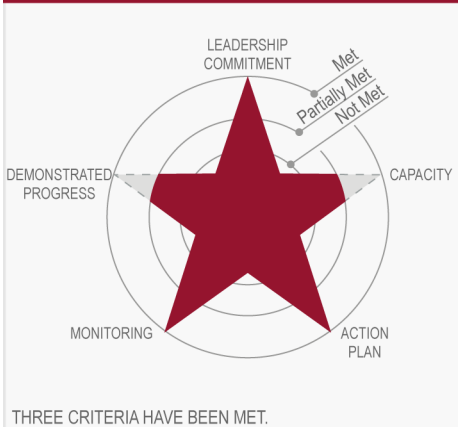 LEADERSHIP
COMMITMENT
Met
Partially Met
Not Met
DEMONSTRATED
PROGRESS
CAPACITY
MONITORING
ACTION
PLAN
THREE CRITERIA HAVE BEEN MET.